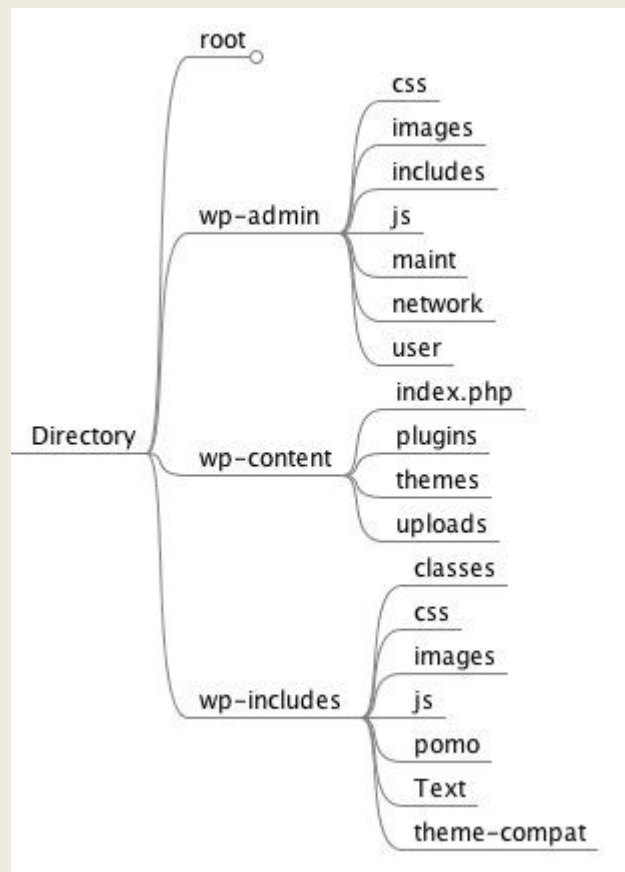 root
css
images
includes
wp-admin
js
maint
network
user
index.php
Directory
plugins
wp-content
themes
uploads
classes
css
images
wp-includes
js
pomo
Text
theme-compat